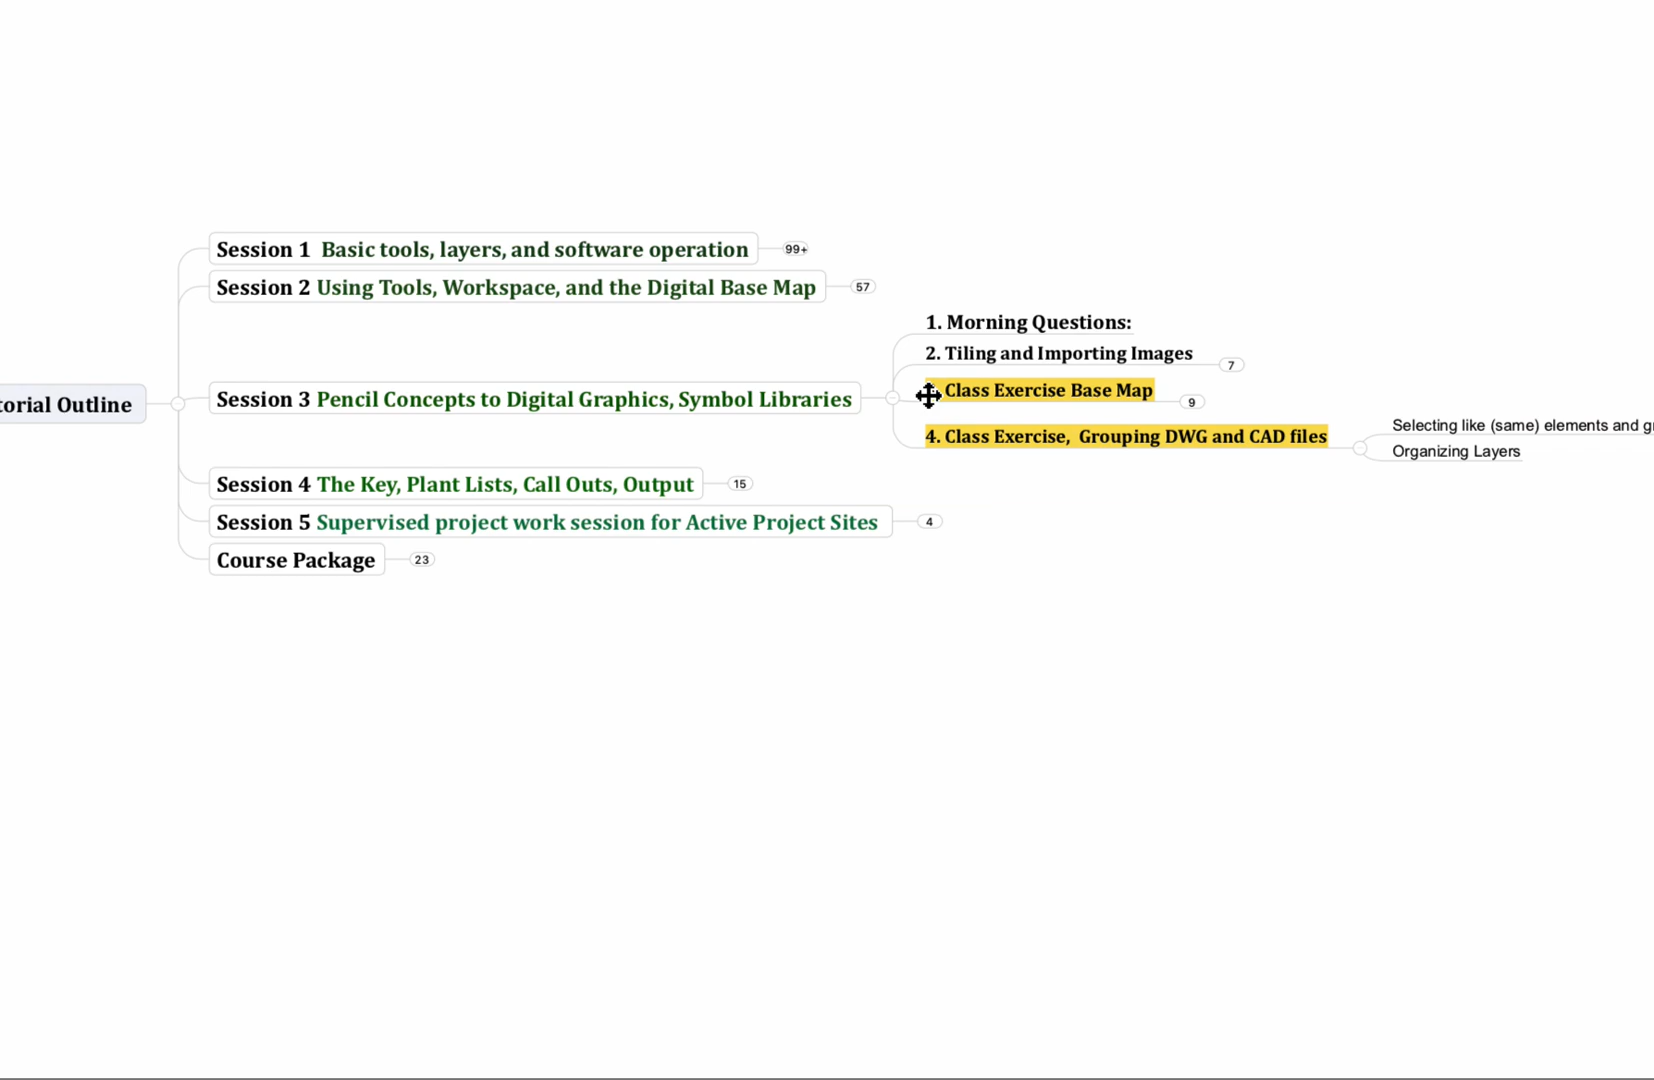 torial Outline
Session 1  Basic tools, layers, and software operation
99+
Session 2 Using Tools, Workspace, and the Digital Base Map
57
Session 3 Pencil Concepts to Digital Graphics, Symbol Libraries
1. Morning Questions:
2. Tiling and Importing Images
7
Class Exercise Base Map
9
4. Class Exercise,  Grouping DWG and CAD files
Selecting like (same) elements and
Organizing Layers
Session 4 The Key, Plant Lists, Call Outs, Output
15
Session 5 Supervised project work session for Active Project Sites
4
Course Package
23